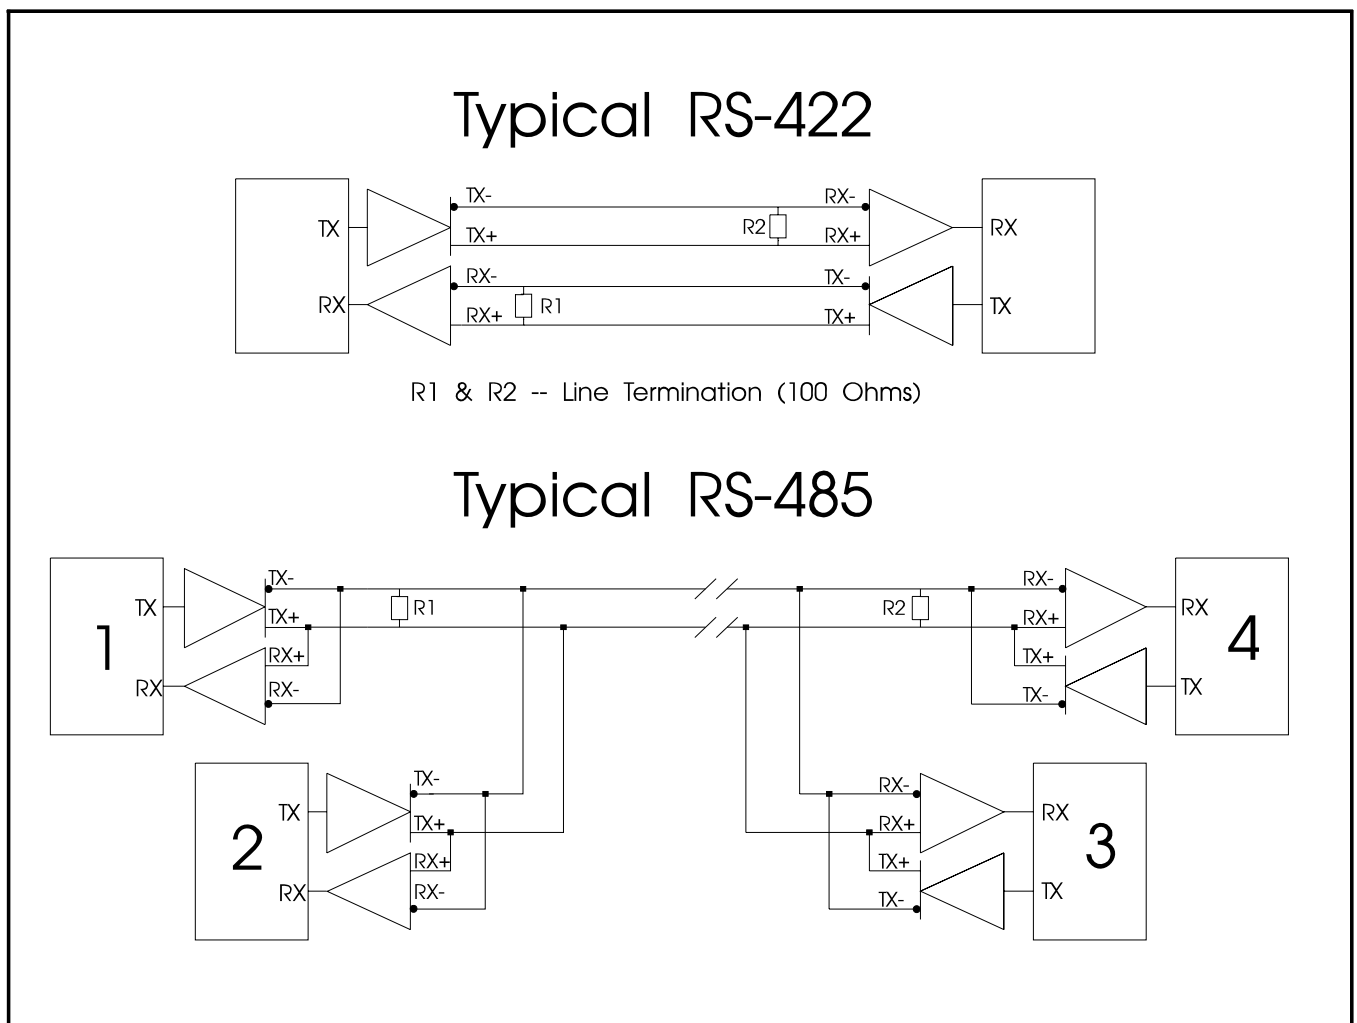 Typical RS-422
TX- RX-
TX R2 RX
TX+ RX+
RX- TX-
RX R1 TX
RX+ TX+
R1 & R2 -- Line Termination (100 Ohms)
Typical RS-485
TX- RX-
TX R1 R2 RX
TX+ RX+
1 4
RX+ TX+
RX TX
RX- TX-
TX- RX-
TX RX
TX+ RX+
2 3
RX+ TX+
RX TX
RX- TX-